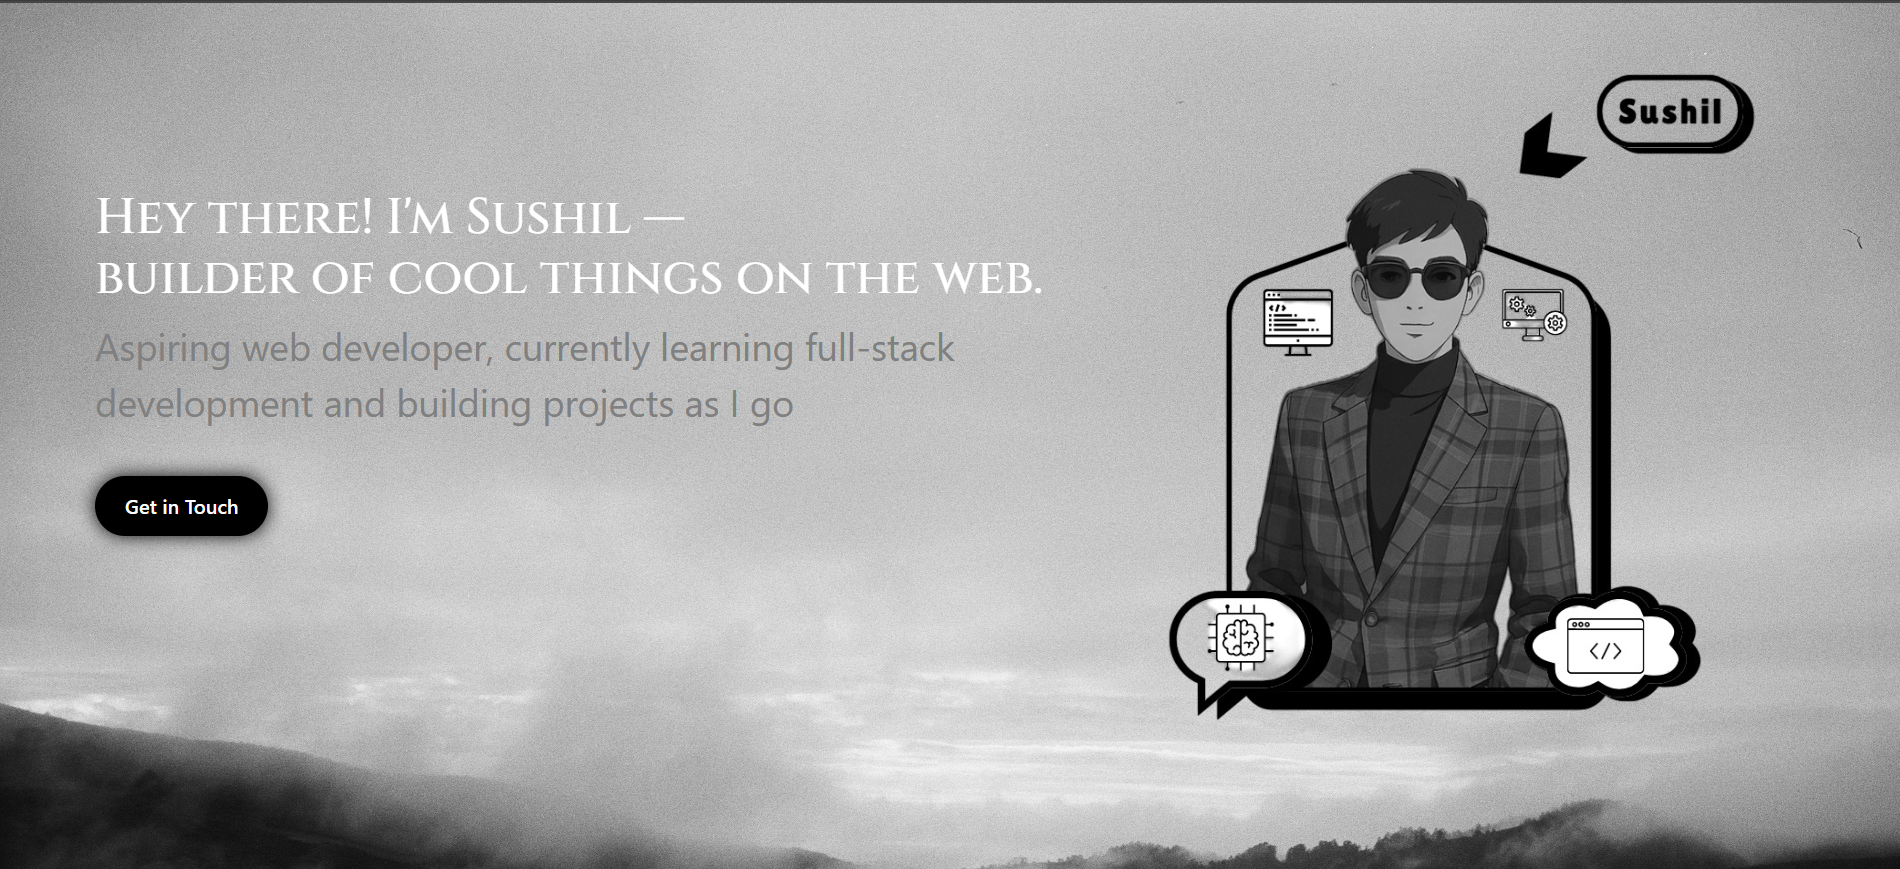 Sushil
Hey there! I'm Sushil —
builder of cool things on the web.
Aspiring web developer, currently learning full-stack
development and building projects as I go
Get in Touch